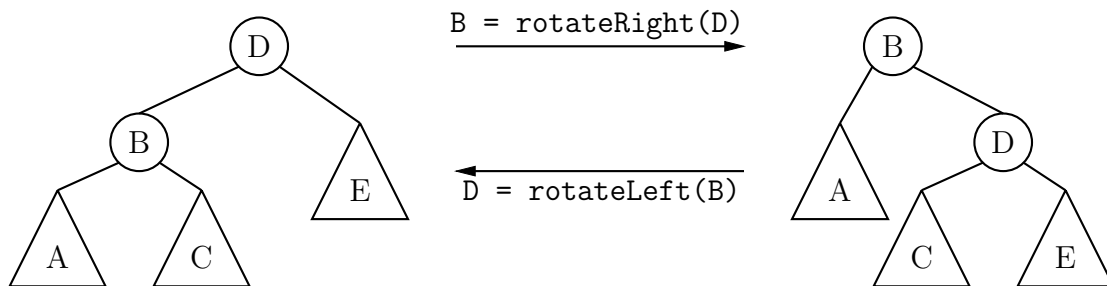 B = rotateRight(D)
D
B
B
D
E
A
D = rotateLeft(B)
A
C
C
E